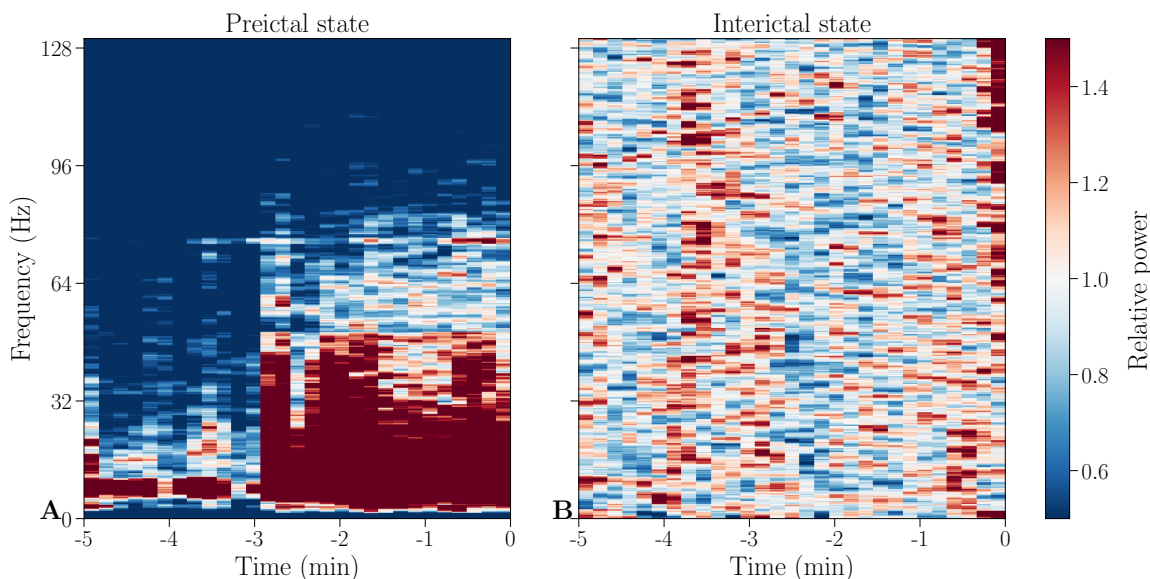 Preictal state
Interictal state
128
96
64
32
0
Frequency (Hz)
A
-5
-4
-3
-2
-1
0
Time (min)
B
-5
-4
-3
-2
-1
0
Time (min)
1.4
1.2
1.0
0.8
0.6
Relative power